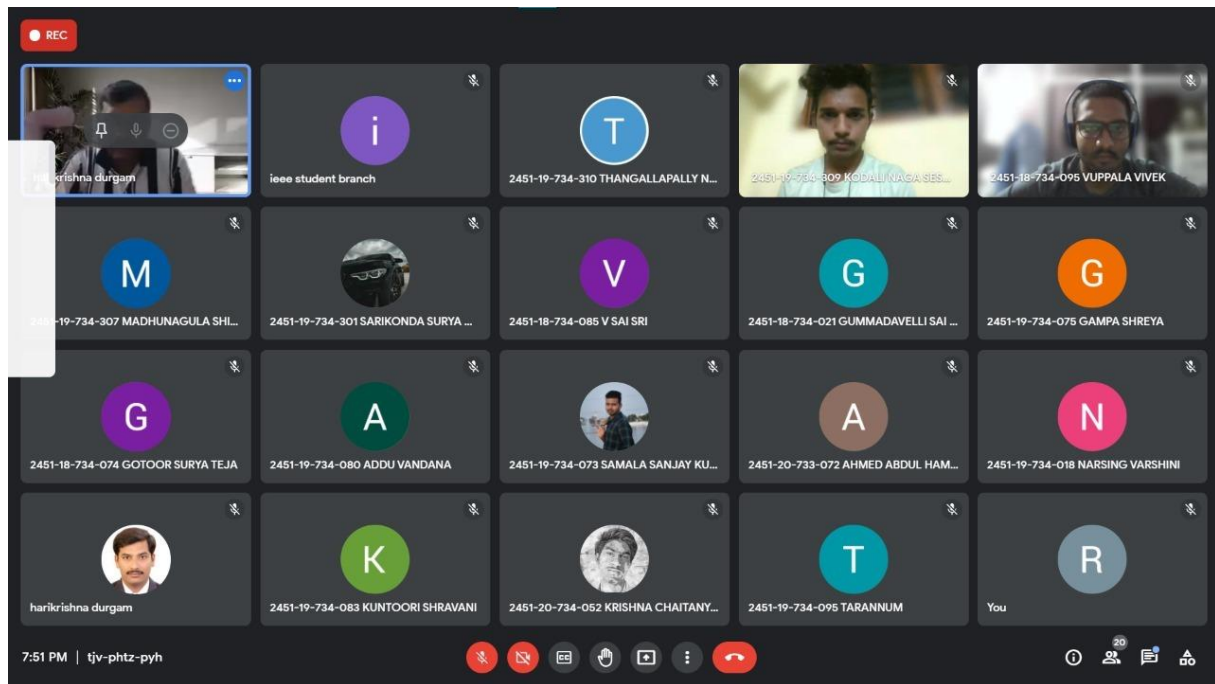 REC
krishna durgam
i
ieee student branch
T
2451-19-734-310 THANGALLAPALLY N...
2451-19-734-309 KODALI NAGA SES...
2451-18-734-095 VUPPALA VIVEK
M
-19-734-307 MADHUNAGULA SHI...
2451-19-734-301 SARIKONDA SURYA ...
V
2451-18-734-085 V SAI SRI
G
2451-18-734-021 GUMMADAVELLI SAI ...
G
2451-19-734-075 GAMPA SHREYA
G
2451-18-734-074 GOTOOR SURYA TEJA
A
2451-19-734-080 ADDU VANDANA
2451-19-734-073 SAMALA SANJAY KU...
A
2451-20-733-072 AHMED ABDUL HAM...
N
2451-19-734-018 NARSING VARSHINI
harikrishna durgam
K
2451-19-734-083 KUNTOORI SHRAVANI
2451-20-734-052 KRISHNA CHAITANY...
T
2451-19-734-095 TARANNUM
R
You
7:51 PM | tjv-phtz-pyh
CC
20